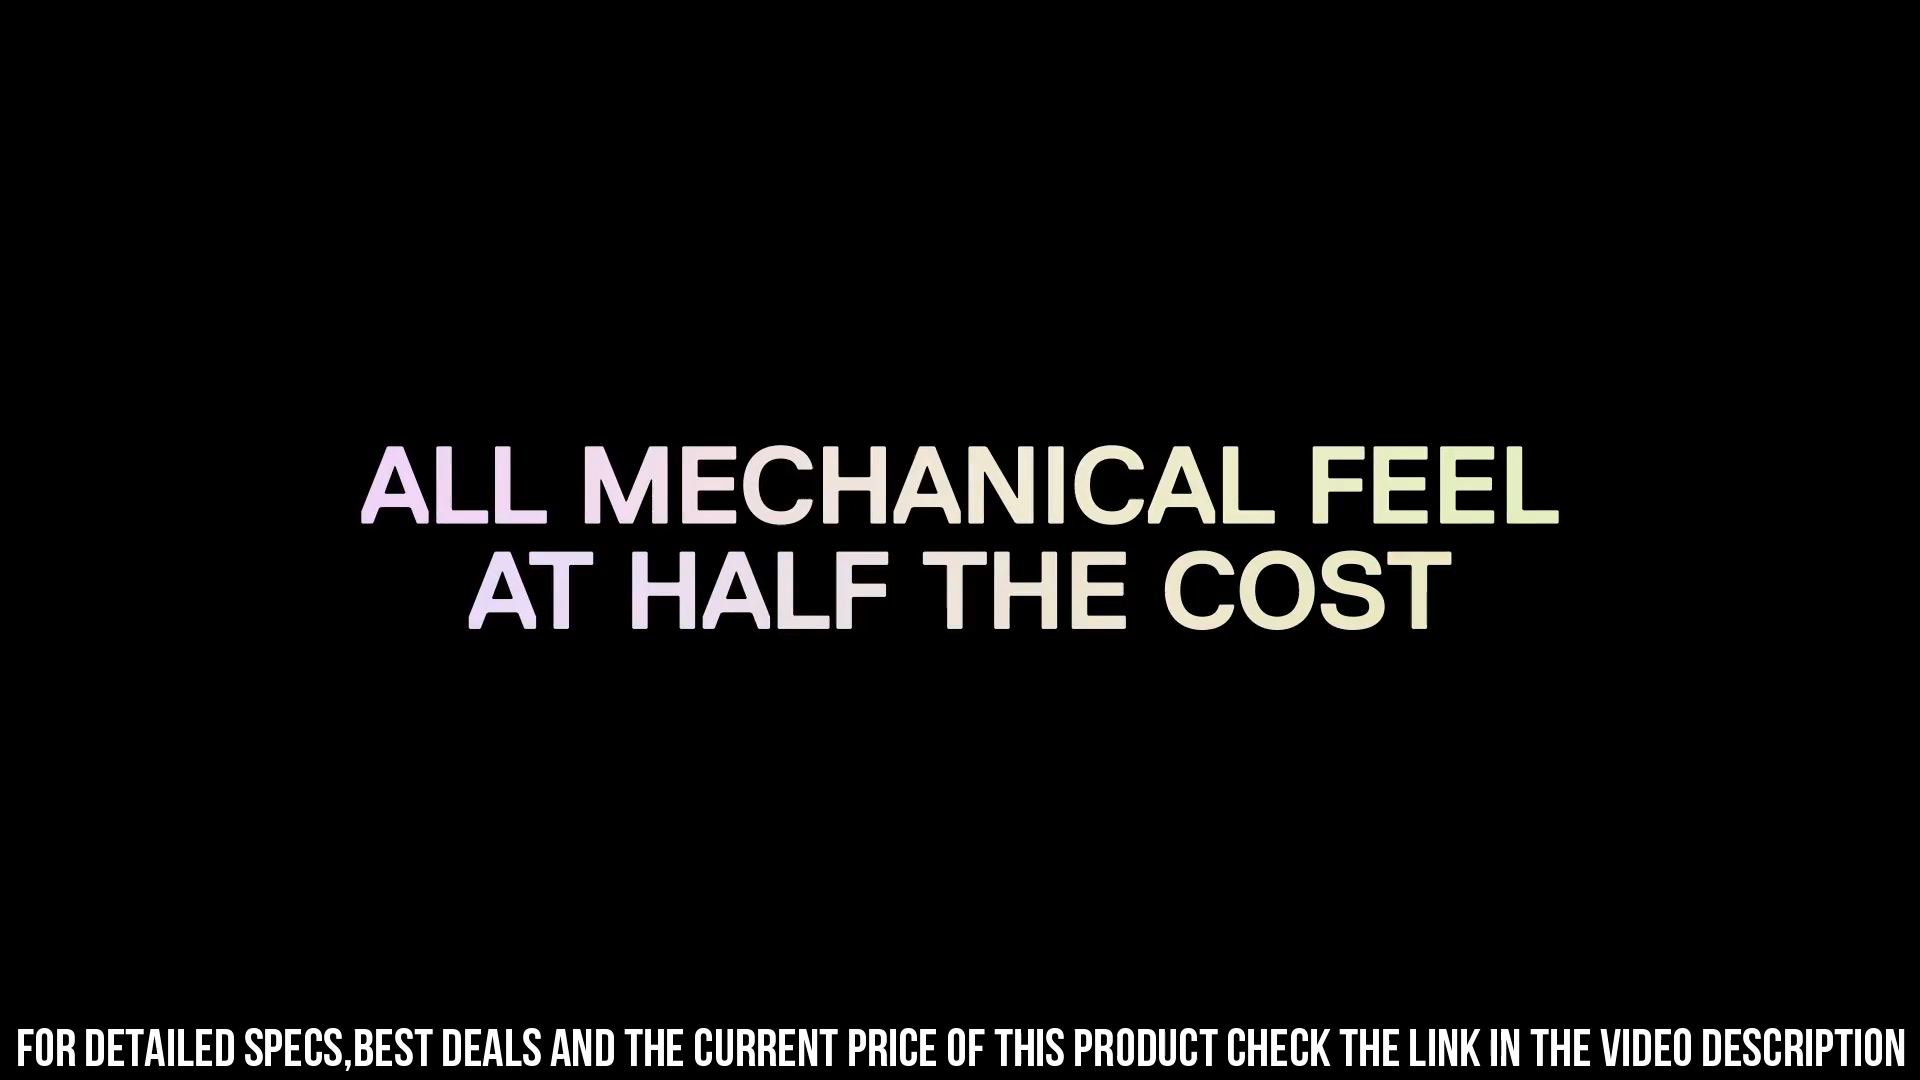 ALL MECHANICAL FEEL
AT HALF THE COST
FOR DETAILED SPECS,BEST DEALS AND THE CURRENT PRICE OF THIS PRODUCT CHECK THE LINK IN THE VIDEO DESCRIPTION